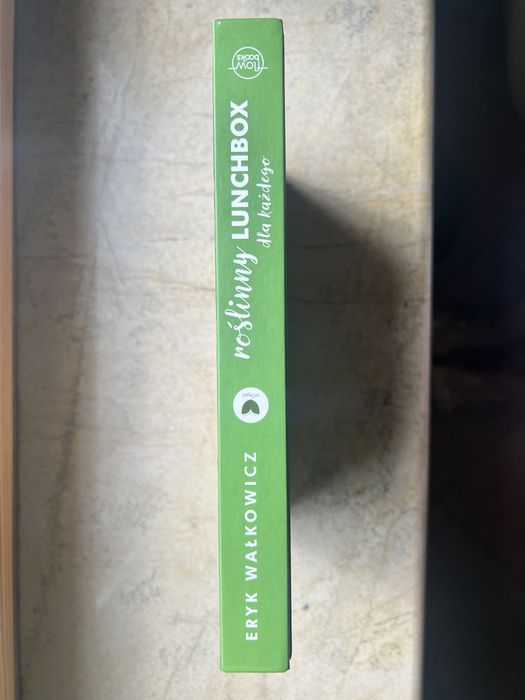 ERYK WAŁKOWICZ
roślinny LUNCHBOX
dla każdego
flow
books